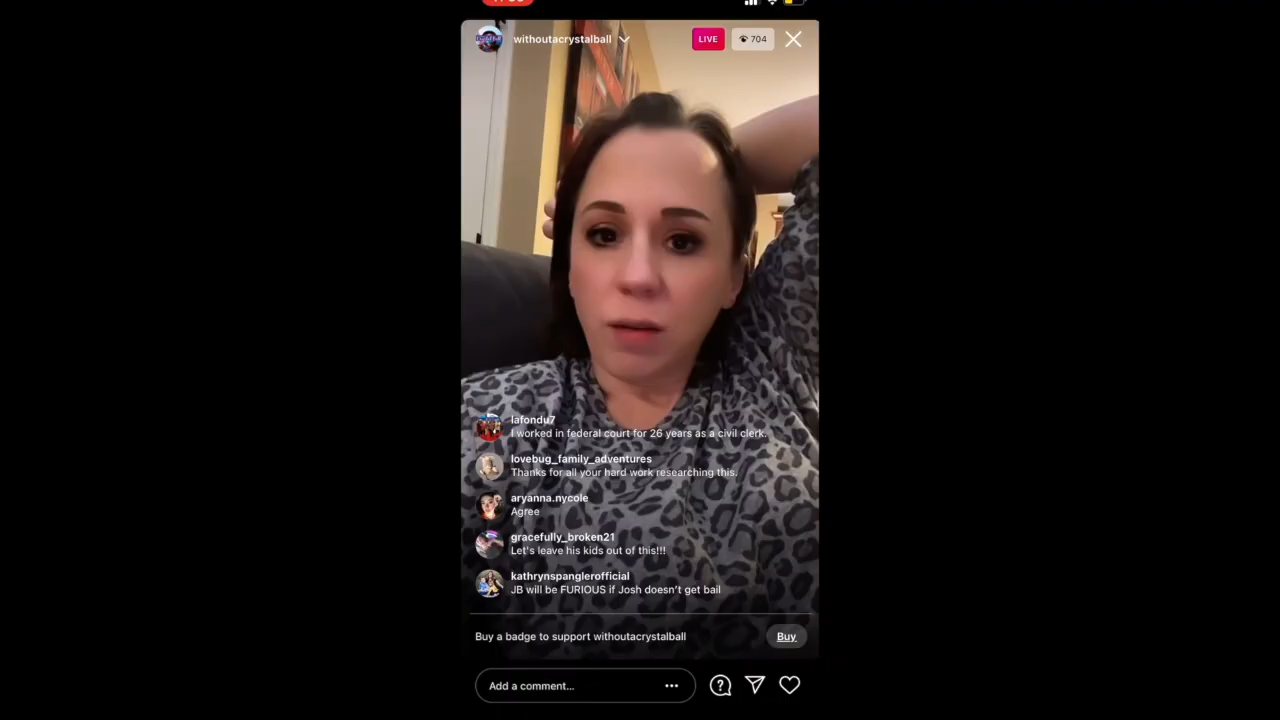 withoutacrystalball
LIVE
704
lafondu7
I worked in federal court for 26 years as a civil clerk.
lovebug_family_adventures
Thanks for all your hard work researching this.
aryanna.nycole
Agree
gracefully_broken21
Let's leave his kids out of this!!!
kathrynspanglerofficial
JB will be FURIOUS if Josh doesn't get bail
Buy a badge to support withoutacrystalball
Buy
Add a comment...